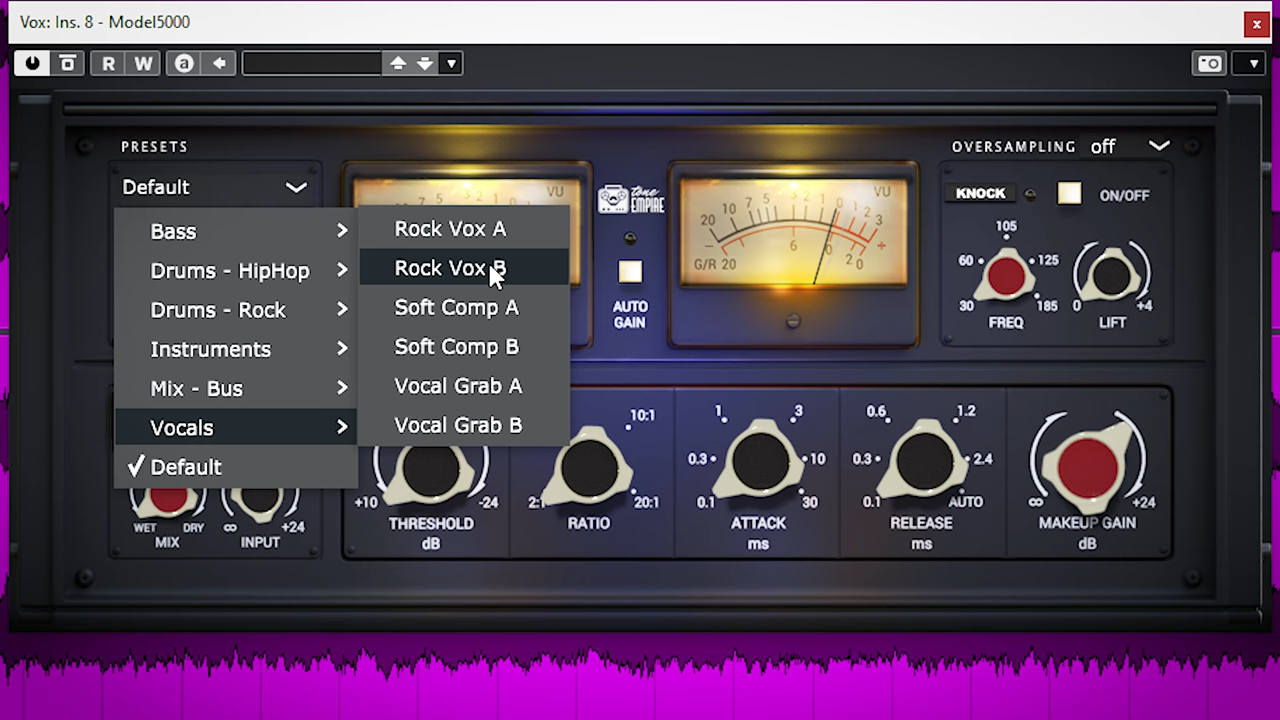 Vox: Ins. 8 - Model5000
x
R W a
PRESETS
Default
Bass
Drums - HipHop
Drums - Rock
Instruments
Mix - Bus
Vocals
Default
Rock Vox A
Rock Vox B
Soft Comp A
Soft Comp B
Vocal Grab A
Vocal Grab B
VU
tone
EMPIRE
AUTO
GAIN
VU
20 10 7 5 3 2 1 0 1 2 3
- +
G/R 20 6 0 2 0
OVERSAMPLING off
KNOCK
ON/OFF
105
60 125
30 185
FREQ
0 +4
LIFT
WET DRY
MIX
∞ +24
INPUT
+10 -24
THRESHOLD
dB
10:1
2:1 20:1
RATIO
1 3
0.3 10
0.1 30
ATTACK
ms
0.6 1.2
0.3 2.4
0.1 AUTO
RELEASE
ms
∞ +24
MAKEUP GAIN
dB